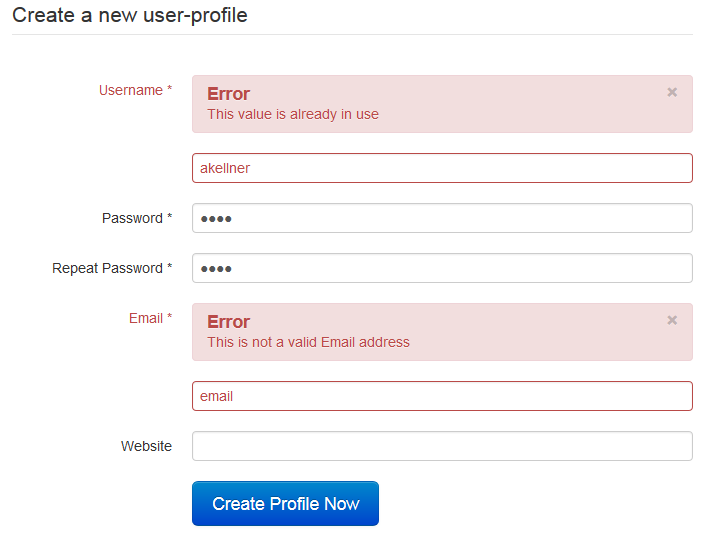 Create a new user-profile
Username *
Error
×
This value is already in use
akellner
Password *
••••
Repeat Password *
••••
Email *
Error
×
This is not a valid Email address
email
Website
Create Profile Now